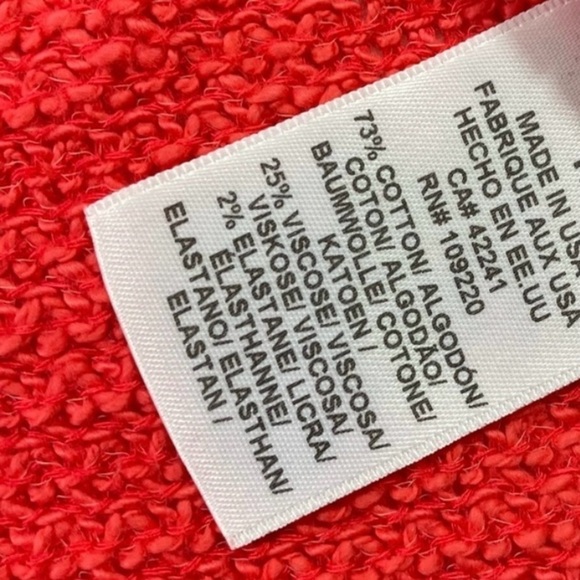 MADE IN USA
FABRIQUE AUX USA
HECHO EN EE.UU
CA# 42241
RN# 109220
73% COTTON/ ALGODÓN/
COTON/ ALGODÃO/
BAUMWOLLE/ COTONE/
KATOEN /
25% VISCOSE/ VISCOSA/
VISKOSE/ VISCOSA/
2% ELASTANE/ LICRA/
ÉLASTHANNE/
ELASTANO/ ELASTHAN/
ELASTAN /